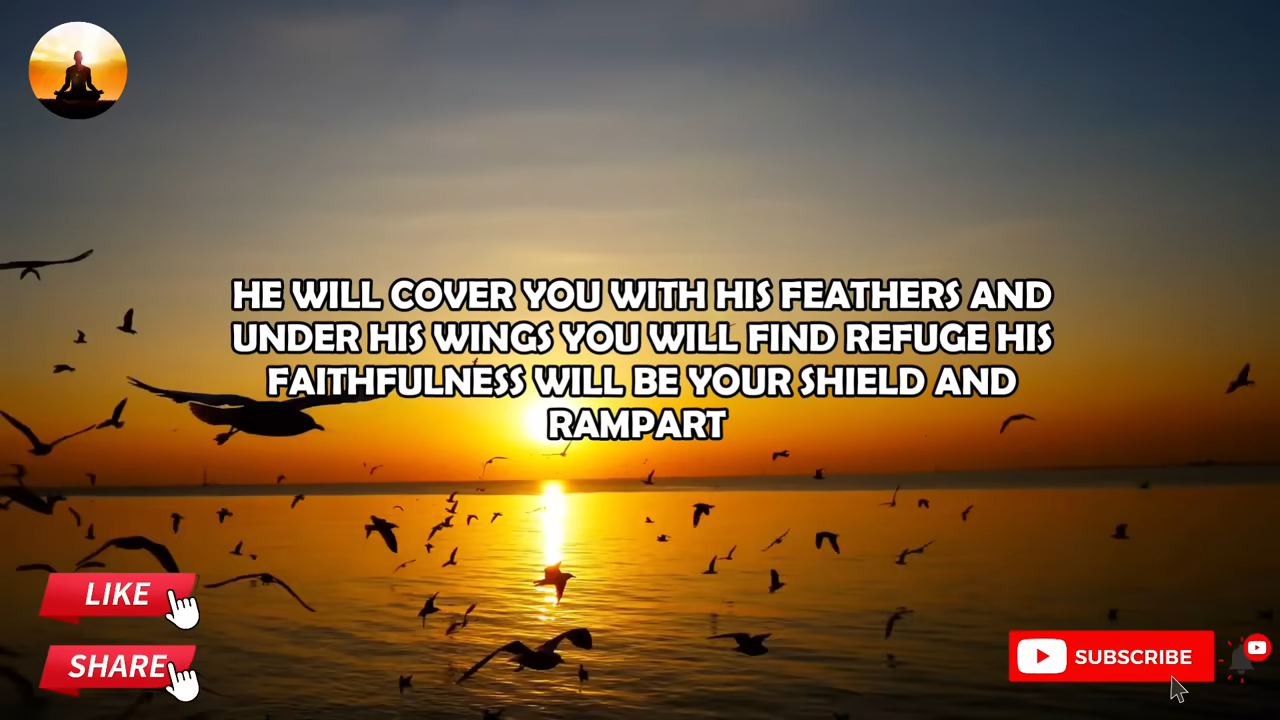 HE WILL COVER YOU WITH HIS FEATHERS AND
UNDER HIS WINGS YOU WILL FIND REFUGE HIS
FAITHFULNESS WILL BE YOUR SHIELD AND
RAMPART
LIKE
SHARE
SUBSCRIBE